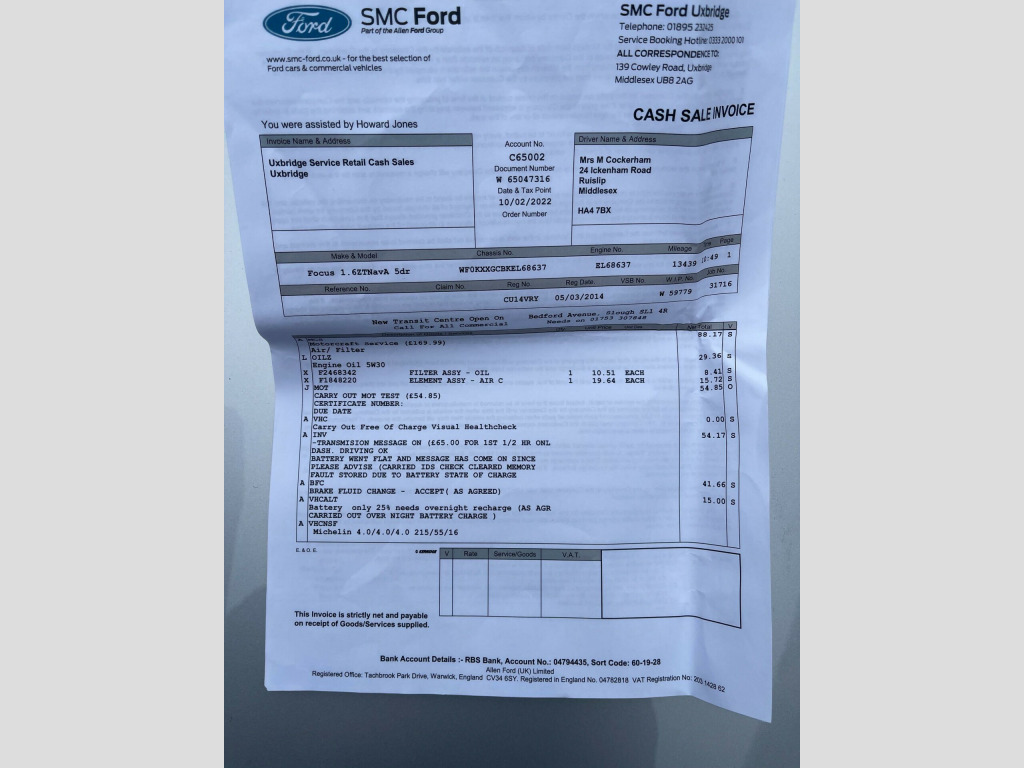 Ford
SMC Ford
Part of the Allen Ford Group
www.smc-ford.co.uk - for the best selection of
Ford cars & commercial vehicles
SMC Ford Uxbridge
Telephone: 01895 232425
Service Booking Hotline: 0333 2000 101
ALL CORRESPONDENCE TO:
139 Cowley Road, Uxbridge
Middlesex UB8 2AG
CASH SALE INVOICE
You were assisted by Howard Jones
Invoice Name & Address
Uxbridge Service Retail Cash Sales
Uxbridge
Account No.
C65002
Document Number
W 65047316
Date & Tax Point
10/02/2022
Order Number
Driver Name & Address
Mrs M Cockerham
24 Ickenham Road
Ruislip
Middlesex
HA4 7BX
Make & Model Chassis No. Engine No. Mileage Page
Focus 1.6ZTNavA 5dr WF0KXXGCBKEL68637 EL68637 13439 1
Reference No. Claim No. Reg No. Reg Date. VSB No. W.I.P. No. Job No.
CU14VRY 05/03/2014 W 59779 31716
New Transit Centre Open On Bedford Avenue, Slough SL1 4R
Call For All Commercial Needs on 01753 307848
Net Total V
Motorcraft Service (£169.99) 88.17 S
Air/ Filter
L OILZ 29.36 S
Engine Oil 5W30
X F2468342 FILTER ASSY - OIL 1 10.51 EACH 8.41 S
X F1848220 ELEMENT ASSY - AIR C 1 19.64 EACH 15.72 S
J MOT 54.85 O
CARRY OUT MOT TEST (£54.85)
CERTIFICATE NUMBER:
DUE DATE
A VHC 0.00 S
Carry Out Free Of Charge Visual Healthcheck
A INV 54.17 S
-TRANSMISION MESSAGE ON (£65.00 FOR 1ST 1/2 HR ONL
DASH. DRIVING OK
BATTERY WENT FLAT AND MESSAGE HAS COME ON SINCE
PLEASE ADVISE (CARRIED IDS CHECK CLEARED MEMORY
FAULT STORED DUE TO BATTERY STATE OF CHARGE
A BFC 41.66 S
BRAKE FLUID CHANGE - ACCEPT( AS AGREED)
A VHCALT 15.00 S
Battery only 25% needs overnight recharge (AS AGR
CARRIED OUT OVER NIGHT BATTERY CHARGE )
A VHCNSF
Michelin 4.0/4.0/4.0 215/55/16
E. & O. E.
V Rate Service/Goods V.A.T.
This Invoice is strictly net and payable
on receipt of Goods/Services supplied.
Bank Account Details :- RBS Bank, Account No.: 04794435, Sort Code: 60-19-28
Allen Ford (UK) Limited
Registered Office: Tachbrook Park Drive, Warwick, England CV34 6SY. Registered in England No. 04782818 VAT Registration No: 203 1428 62